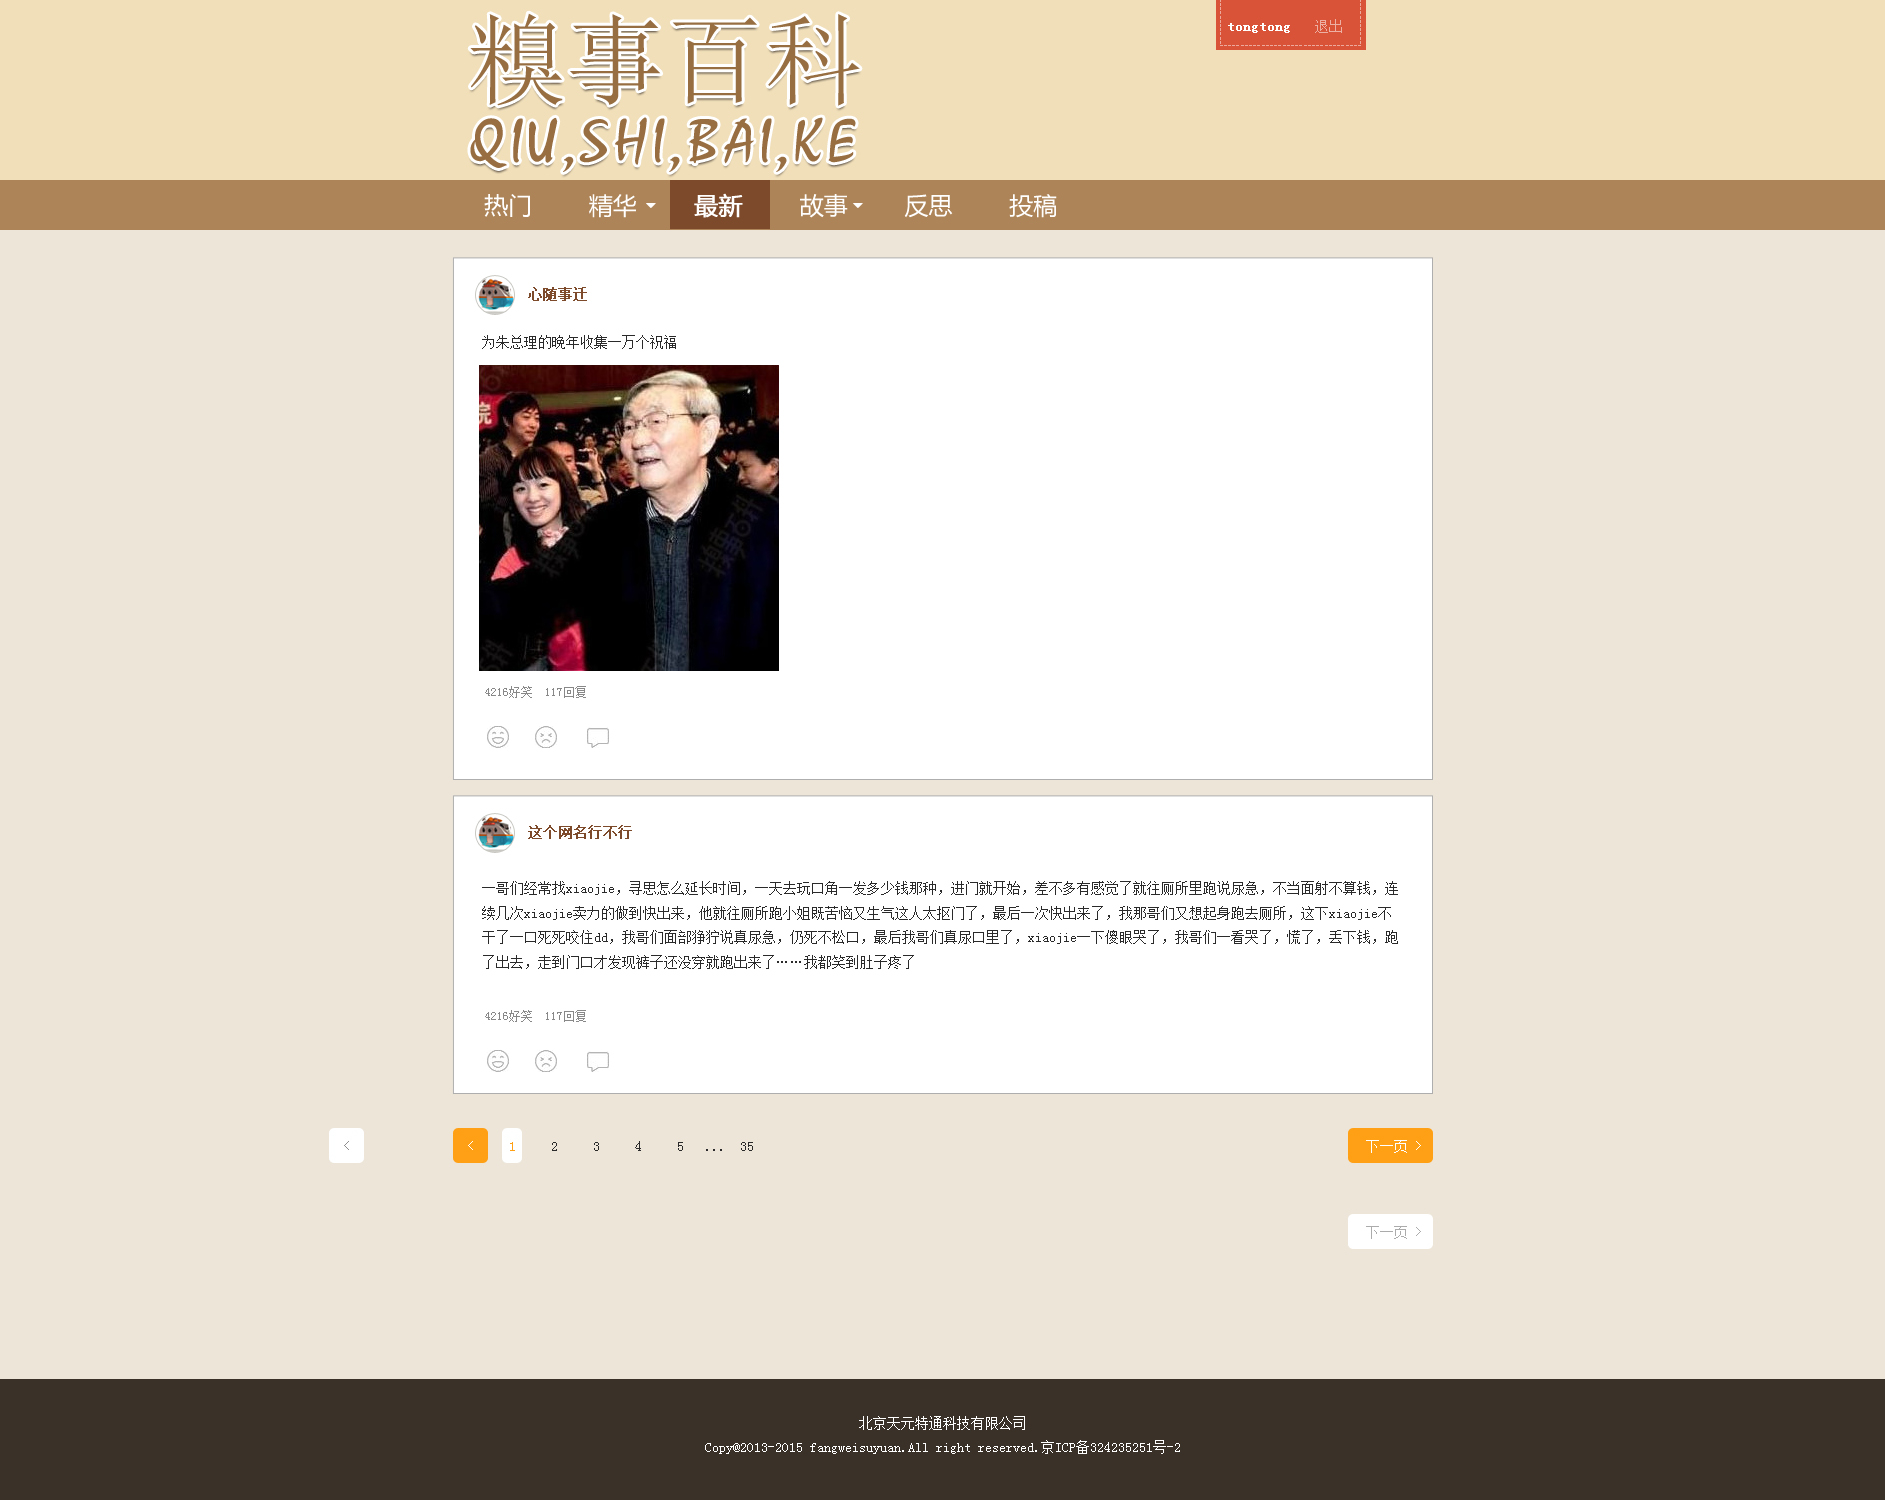 糗事百科
QIU,SHI,BAI,KE
tongtong 退出
热门 精华 最新 故事 反思 投稿
心随事迁
为朱总理的晚年收集一万个祝福
院
糗事百科
糗事百科
4216好笑 117回复
这个网名行不行
一哥们经常找xiaojie，寻思怎么延长时间，一天去玩口角一发多少钱那种，进门就开始，差不多有感觉了就往厕所里跑说尿急，不当面射不算钱，连
续几次xiaojie卖力的做到快出来，他就往厕所跑小姐既苦恼又生气这人太抠门了，最后一次快出来了，我那哥们又想起身跑去厕所，这下xiaojie不
干了一口死死咬住dd，我哥们面部狰狞说真尿急，仍死不松口，最后我哥们真尿口里了，xiaojie一下傻眼哭了，我哥们一看哭了，慌了，丢下钱，跑
了出去，走到门口才发现裤子还没穿就跑出来了……我都笑到肚子疼了
4216好笑 117回复
1 2 3 4 5 ... 35 下一页
下一页
北京天元特通科技有限公司
Copy@2013-2015 fangweisuyuan.All right reserved.京ICP备324235251号-2